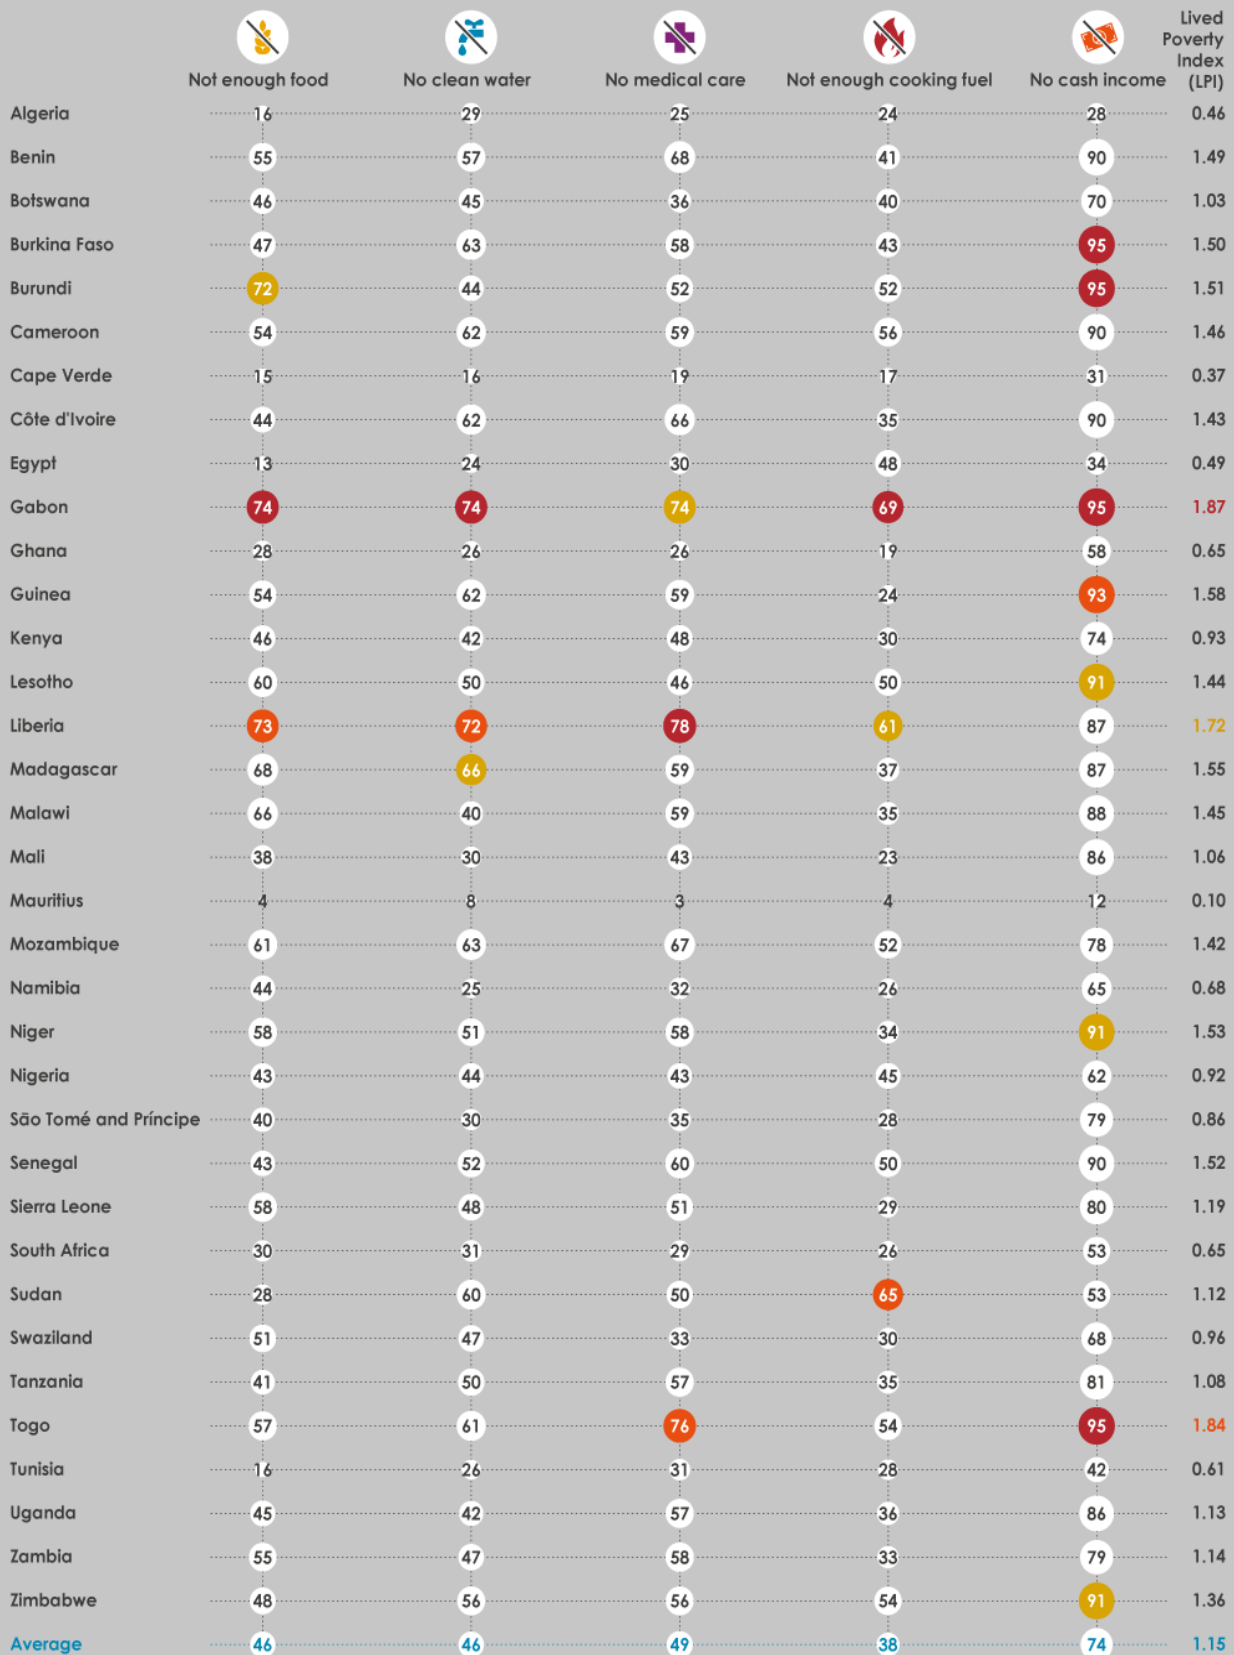 Lived
Poverty
Index
(LPI)
Not enough food No clean water No medical care Not enough cooking fuel No cash income
Algeria 16 29 25 24 28 0.46
Benin 55 57 68 41 90 1.49
Botswana 46 45 36 40 70 1.03
Burkina Faso 47 63 58 43 95 1.50
Burundi 72 44 52 52 95 1.51
Cameroon 54 62 59 56 90 1.46
Cape Verde 15 16 19 17 31 0.37
Côte d'Ivoire 44 62 66 35 90 1.43
Egypt 13 24 30 48 34 0.49
Gabon 74 74 74 69 95 1.87
Ghana 28 26 26 19 58 0.65
Guinea 54 62 59 24 93 1.58
Kenya 46 42 48 30 74 0.93
Lesotho 60 50 46 50 91 1.44
Liberia 73 72 78 61 87 1.72
Madagascar 68 66 59 37 87 1.55
Malawi 66 40 59 35 88 1.45
Mali 38 30 43 23 86 1.06
Mauritius 4 8 3 4 12 0.10
Mozambique 61 63 67 52 78 1.42
Namibia 44 25 32 26 65 0.68
Niger 58 51 58 34 91 1.53
Nigeria 43 44 43 45 62 0.92
São Tomé and Príncipe 40 30 35 28 79 0.86
Senegal 43 52 60 50 90 1.52
Sierra Leone 58 48 51 29 80 1.19
South Africa 30 31 29 26 53 0.65
Sudan 28 60 50 65 53 1.12
Swaziland 51 47 33 30 68 0.96
Tanzania 41 50 57 35 81 1.08
Togo 57 61 76 54 95 1.84
Tunisia 16 26 31 28 42 0.61
Uganda 45 42 57 36 86 1.13
Zambia 55 47 58 33 79 1.14
Zimbabwe 48 56 56 54 91 1.36
Average 46 46 49 38 74 1.15